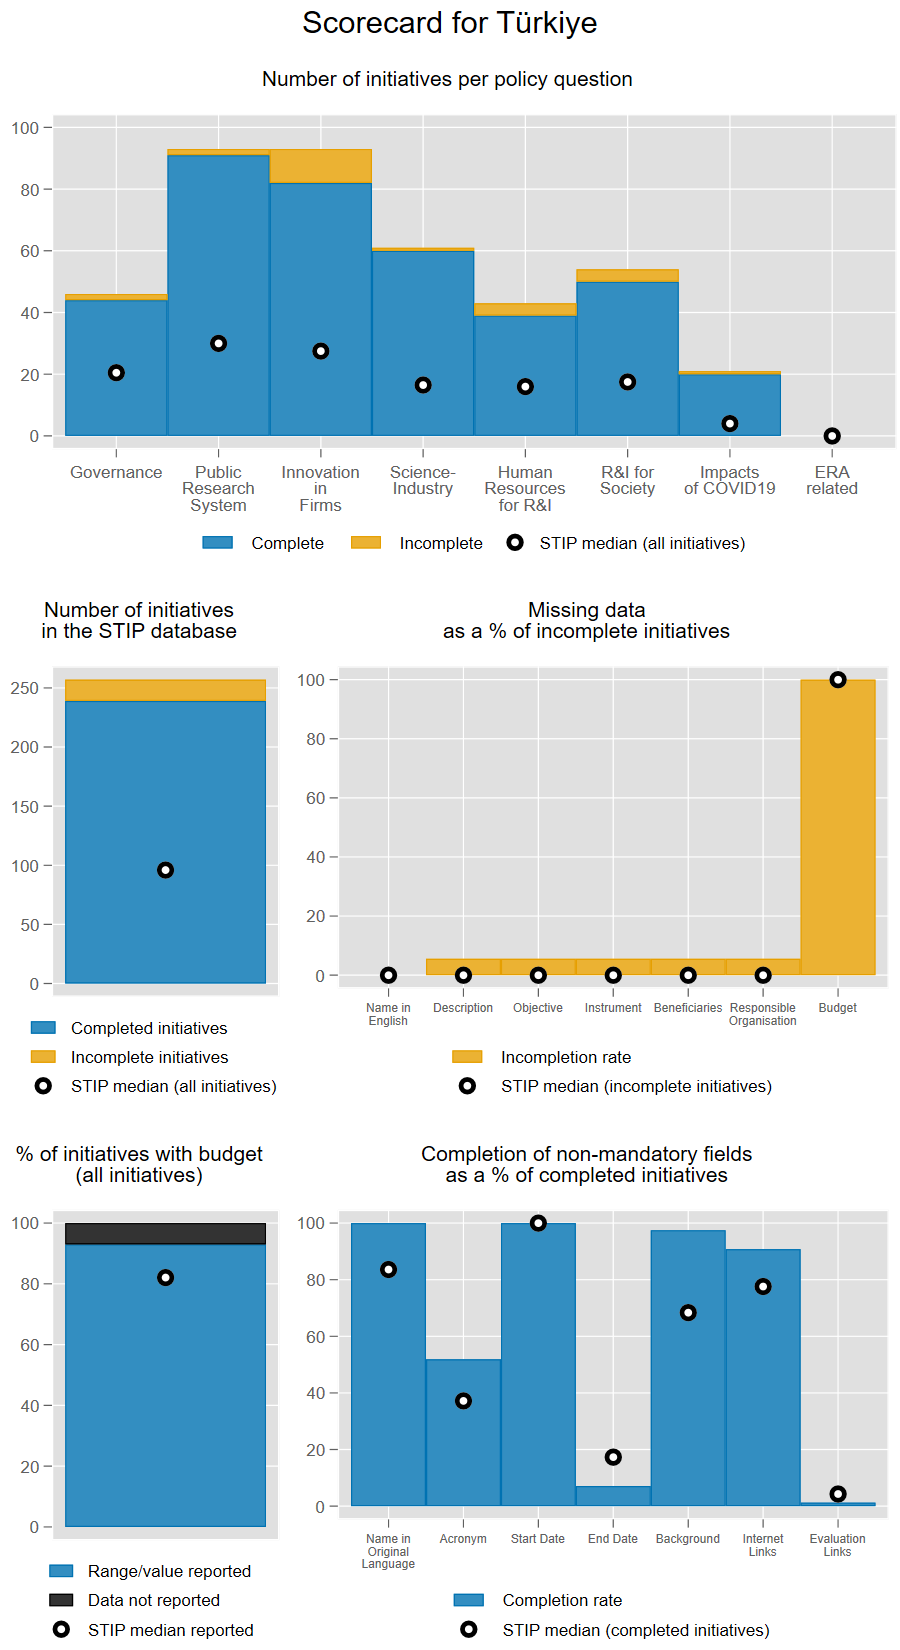 Scorecard for Türkiye
Number of initiatives per policy question
100
80
60
40
20
0
Governance
Public
Research
System
Innovation
in
Firms
Science-
Industry
Human
Resources
for R&I
R&I for
Society
Impacts
of COVID19
ERA
related
Complete
Incomplete
STIP median (all initiatives)
Number of initiatives
in the STIP database
250
200
150
100
50
0
Completed initiatives
Incomplete initiatives
STIP median (all initiatives)
Missing data
as a % of incomplete initiatives
100
80
60
40
20
0
Name in
English
Description
Objective
Instrument
Beneficiaries
Responsible
Organisation
Budget
Incompletion rate
STIP median (incomplete initiatives)
% of initiatives with budget
(all initiatives)
100
80
60
40
20
0
Range/value reported
Data not reported
STIP median reported
Completion of non-mandatory fields
as a % of completed initiatives
100
80
60
40
20
0
Name in
Original
Language
Acronym
Start Date
End Date
Background
Internet
Links
Evaluation
Links
Completion rate
STIP median (completed initiatives)